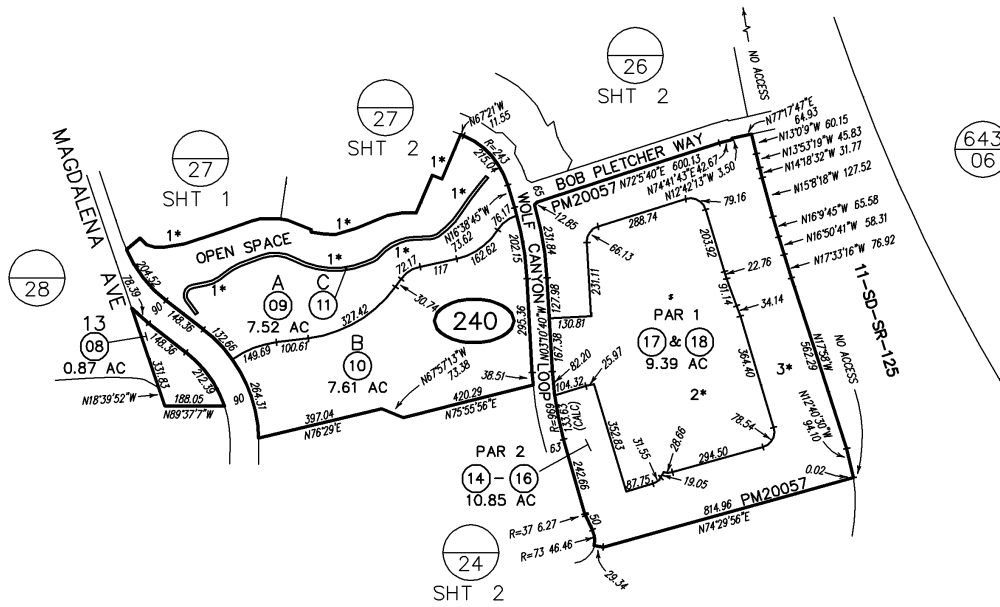 26
SHT 2
27
SHT 2
27
SHT 1
28
643
06
24
SHT 2
NO ACCESS
N77°17'47"E
64.93
N13°0'9"W 60.15
N13°53'19"W 45.83
N14°18'32"W 31.77
N15°8'18"W 127.52
N16°9'45"W 65.58
N16°50'41"W 58.31
N17°33'16"W 76.92
11-SD-SR-125
NO ACCESS
N17°58'W
562.29
N12°40'30"W
94.10
0.02
BOB PLETCHER WAY
PM20057
N72°5'40"E 600.13
N74°41'43"E 42.67
N12°42'13"W 3.50
N67°21'W
11.55
R=243
215.04
MAGDALENA AVE
OPEN SPACE
1*
1*
1*
1*
1*
1*
N16°38'45"W
76.17
73.62
162.62
117
72.17
30.74
327.42
100.61
149.69
A
09
7.52 AC
C
11
B
10
7.61 AC
240
N67°57'13"W
73.38
420.29
N75°55'56"E
397.04
N76°29'E
38.51
204.52
78.39
90
148.36
132.66
148.36
212.39
264.31
90
13
08
0.87 AC
331.83
N18°39'52"W
188.05
N89°37'7"W
WOLF CANYON LOOP
65
12.85
202.15
295.36
231.84
127.98
N03°10'40"W
167.38
82.20
130.81
231.11
66.13
288.74
79.16
203.92
22.76
91.14
34.14
364.40
78.54
294.50
28.66
19.05
31.55
87.75
352.83
25.97
104.32
R=969
133.63
(CALC)
63
242.66
50
PAR 1
17 & 18
9.39 AC
2*
3*
PAR 2
14 - 16
10.85 AC
R=37 6.27
R=73 46.46
29.34
814.96
N74°29'56"E
PM20057